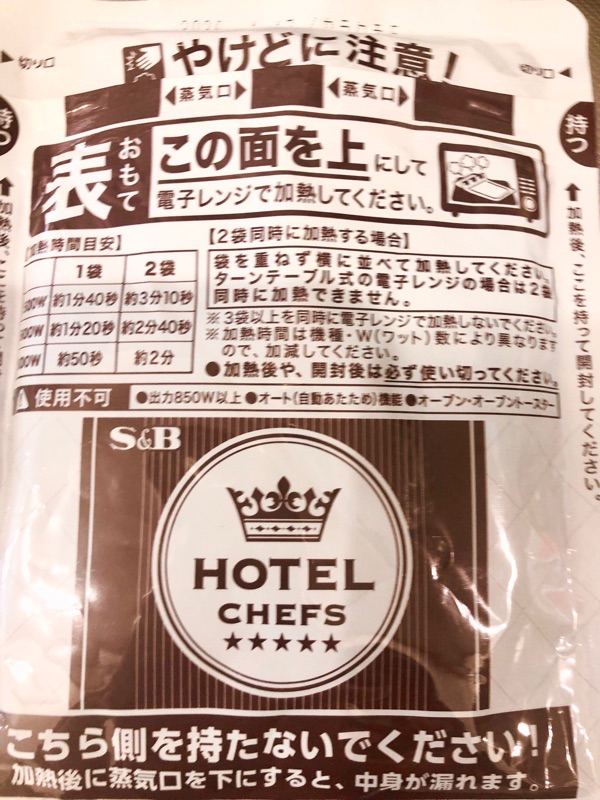 やけどに注意!
切り口
切り口
蒸気口
蒸気口
持つ
持つ
表 おもて
この面を上にして
電子レンジで加熱してください。
加熱後、ここを持って開封してください。
加熱後、ここを持って
【加熱時間目安】
1袋 2袋
500W 約1分40秒 約3分10秒
600W 約1分20秒 約2分40秒
00W 約50秒 約2分
【2袋同時に加熱する場合】
袋を重ねず横に並べて加熱してください。
ターンテーブル式の電子レンジの場合は2袋
同時に加熱できません。
※3袋以上を同時に電子レンジで加熱しないでください。
※加熱時間は機種・W(ワット)数により異なります
ので、加減してください。
●加熱後や、開封後は必ず使い切ってください。
使用不可 ●出力850W以上 ●オート(自動あたため)機能 ●オーブン・オーブントースター
S&B
HOTEL
CHEFS
★★★★★
こちら側を持たないでください!
加熱後に蒸気口を下にすると、中身が漏れます。